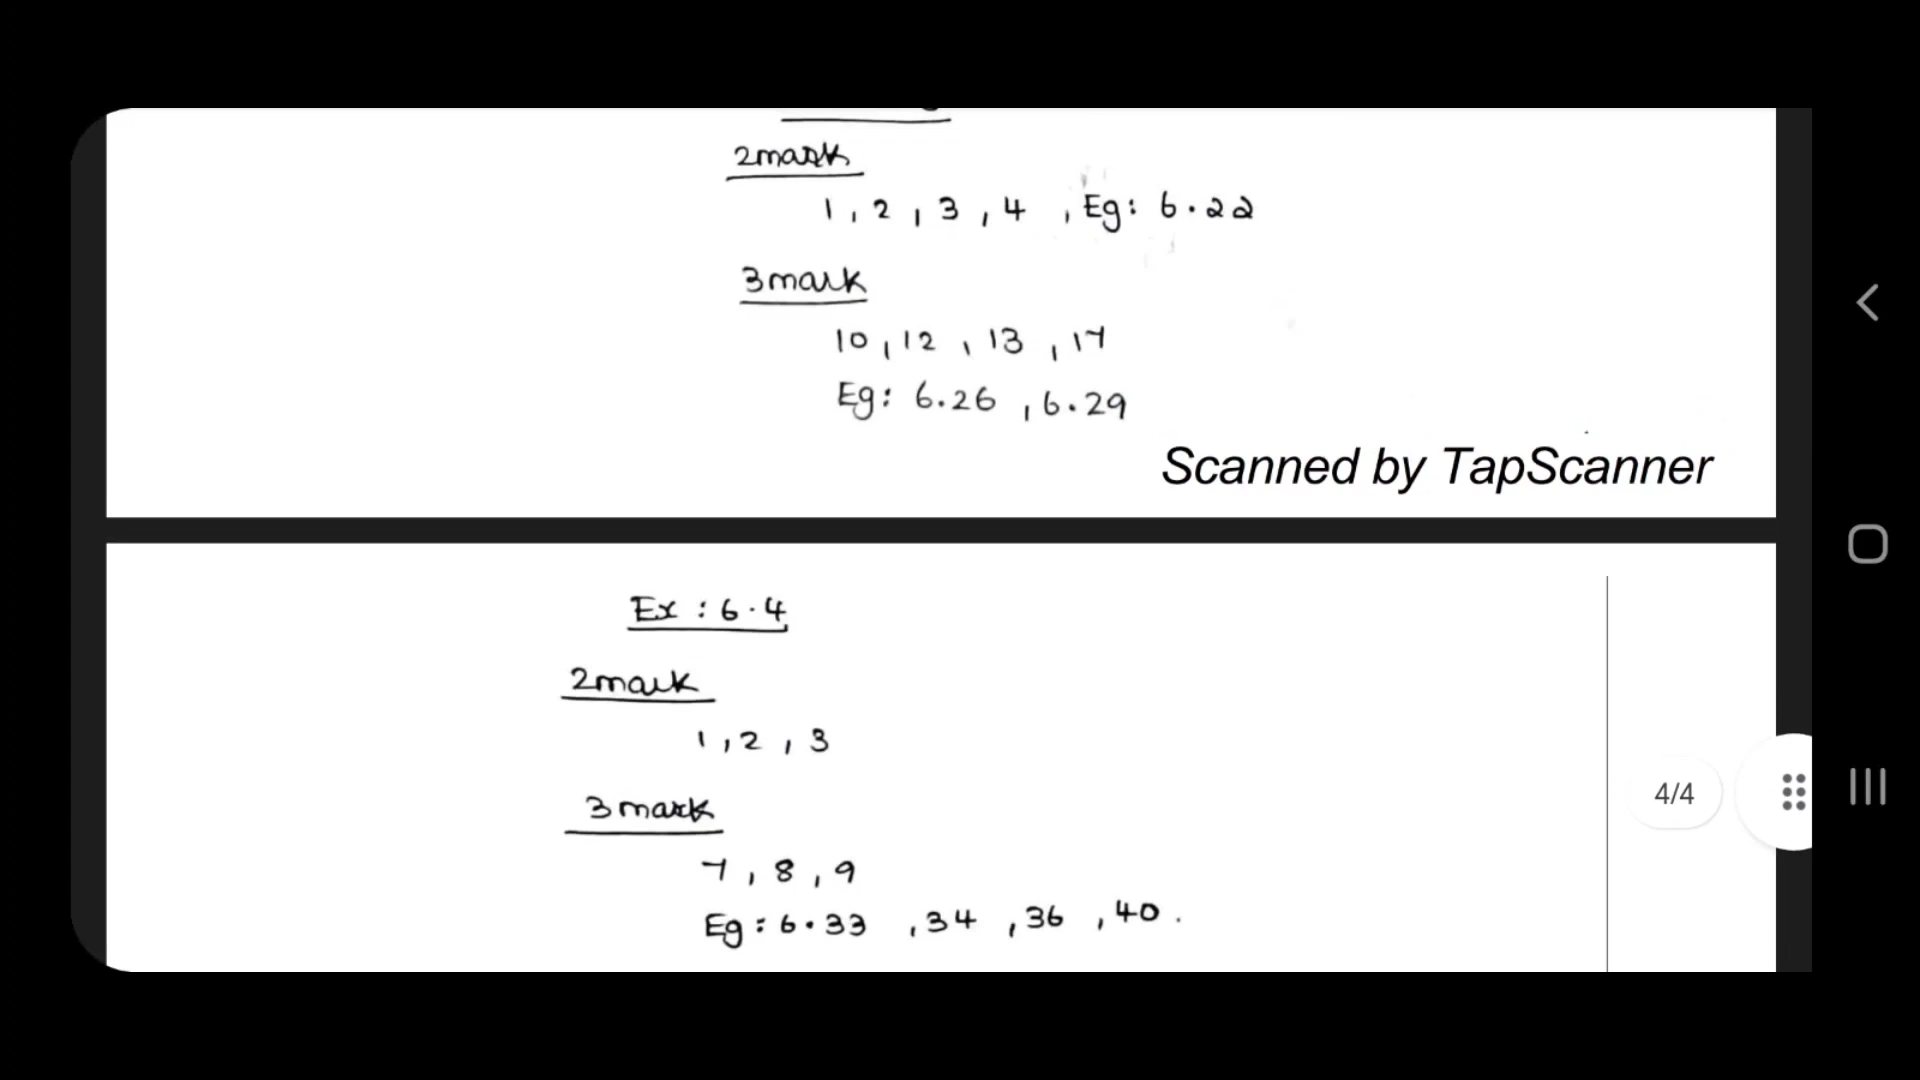 2mark
1, 2, 3, 4, Eg: 6.22
3mark
10, 12, 13, 17
Eg: 6.26, 6.29
Scanned by TapScanner
Ex: 6.4
2mark
1, 2, 3
3mark
7, 8, 9
Eg: 6.33, 34, 36, 40.
4/4